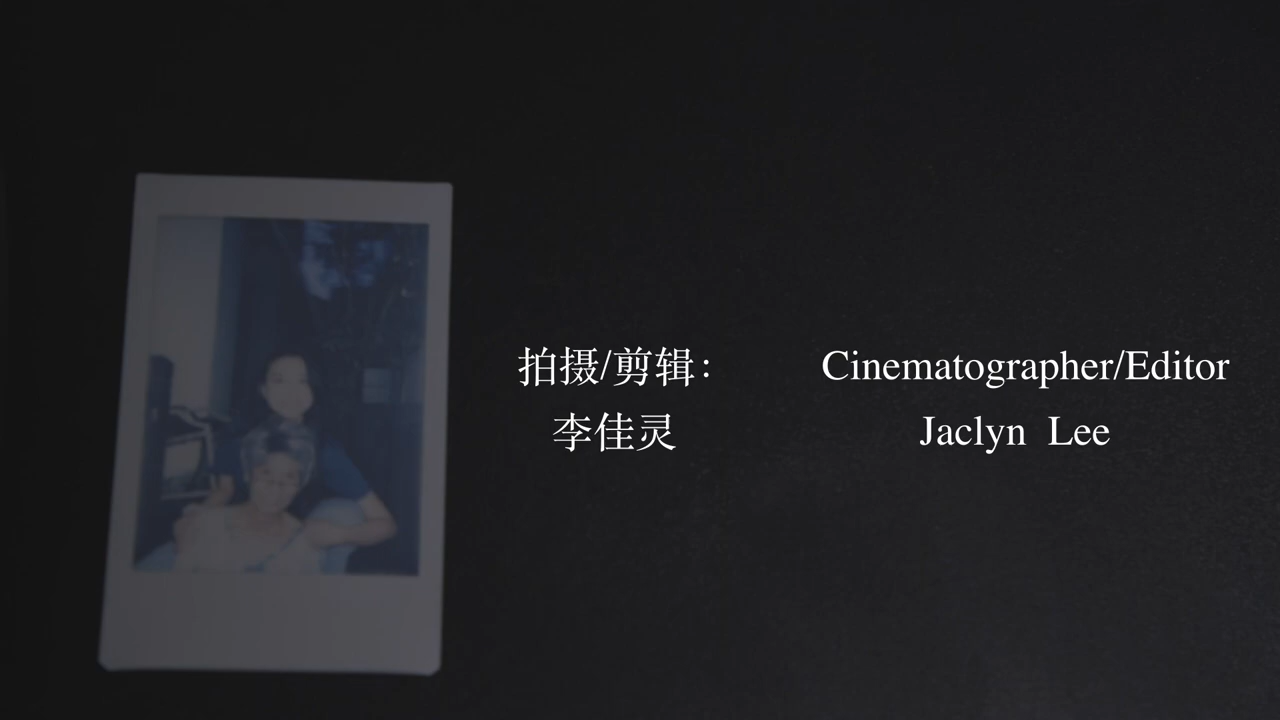 拍摄/剪辑：
李佳灵
Cinematographer/Editor
Jaclyn Lee